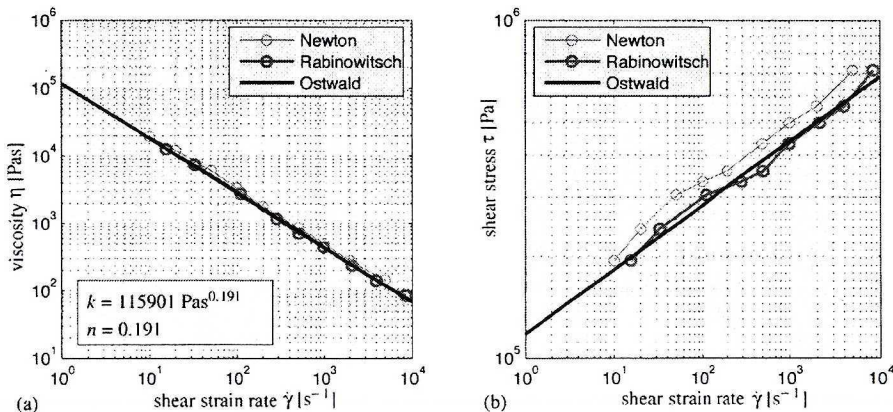 10^6
10^5
10^4
10^3
10^2
10^1
viscosity η [Pas]
Newton
Rabinowitsch
Ostwald
k = 115901 Pas^0.191
n = 0.191
10^0 10^1 10^2 10^3 10^4
shear strain rate γ̇ [s^−1]
(a)
10^6
10^5
shear stress τ [Pa]
Newton
Rabinowitsch
Ostwald
10^0 10^1 10^2 10^3 10^4
shear strain rate γ̇ [s^−1]
(b)